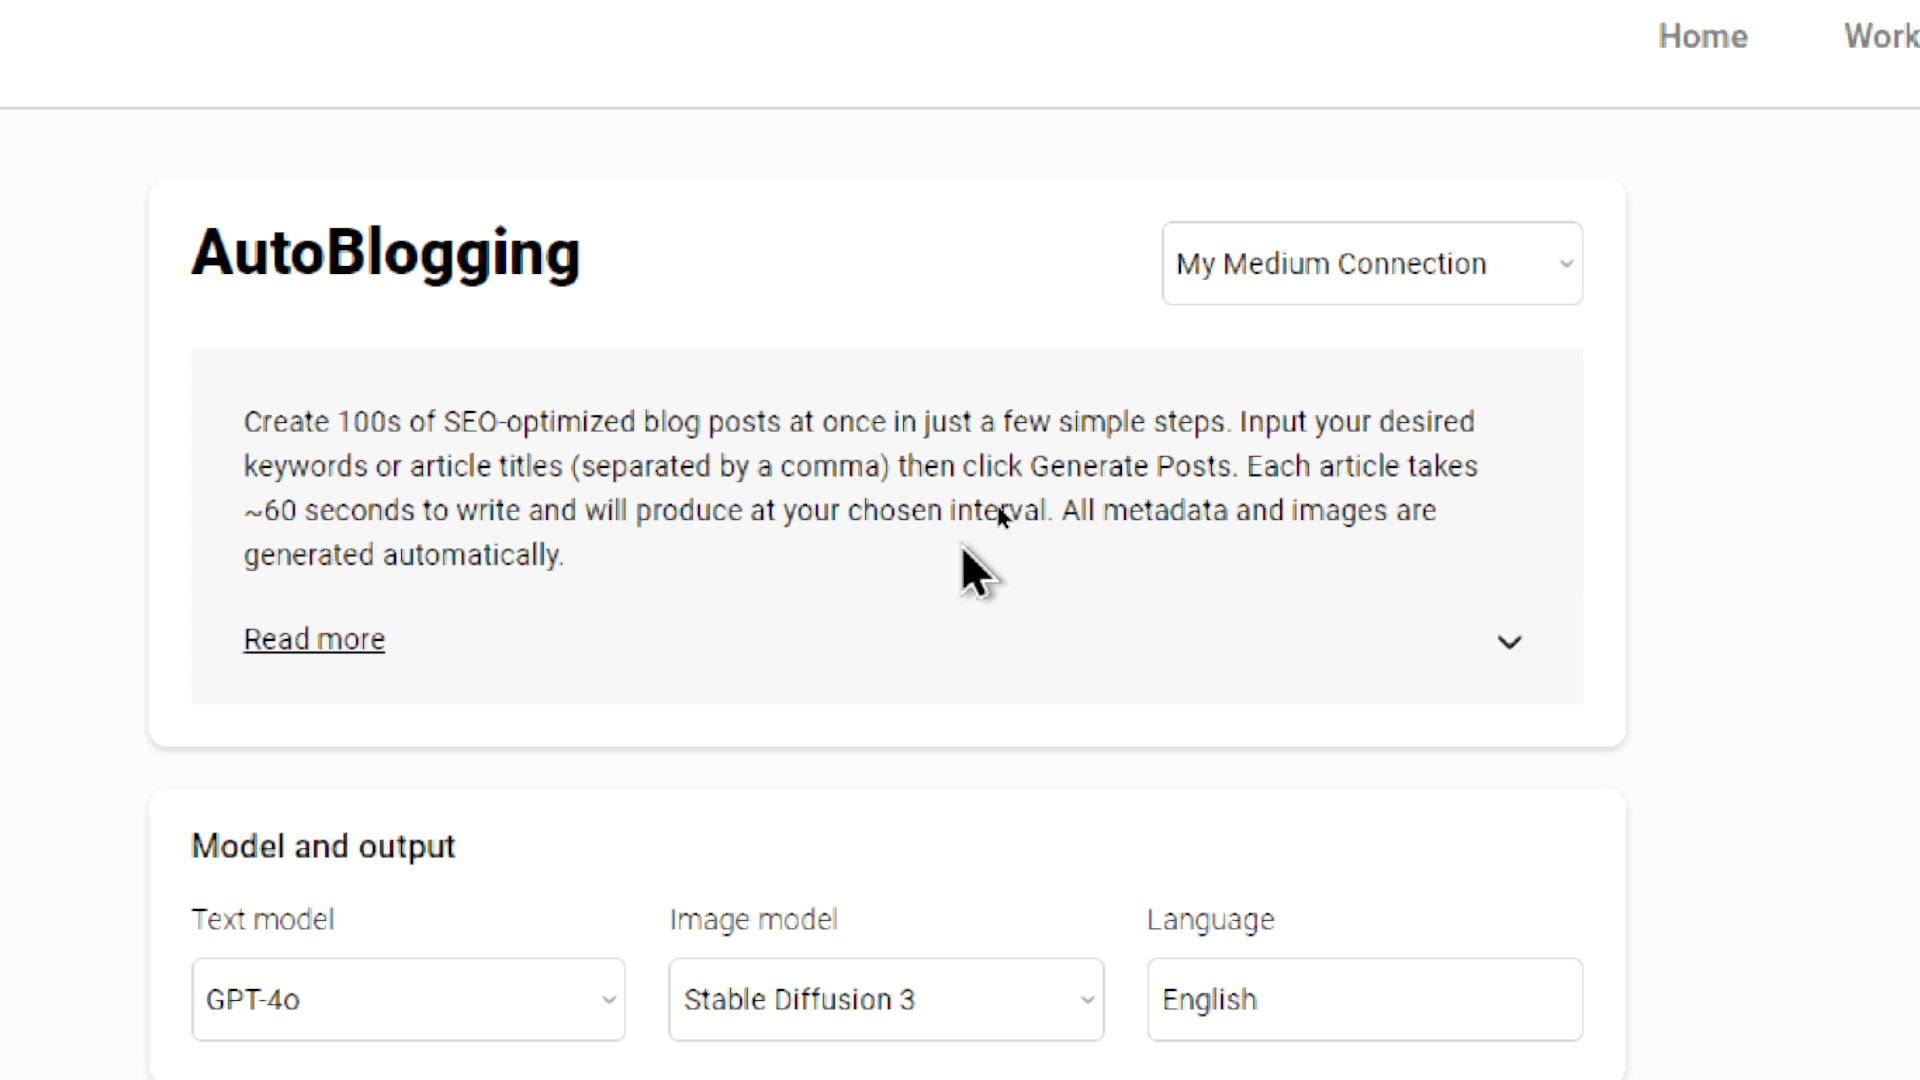 Home
Work
AutoBlogging
My Medium Connection
Create 100s of SEO-optimized blog posts at once in just a few simple steps. Input your desired
keywords or article titles (separated by a comma) then click Generate Posts. Each article takes
~60 seconds to write and will produce at your chosen interval. All metadata and images are
generated automatically.
Read more
Model and output
Text model
Image model
Language
GPT-4o
Stable Diffusion 3
English